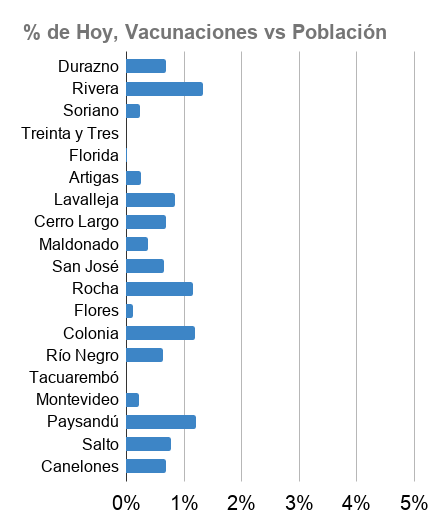 % de Hoy, Vacunaciones vs Población
Durazno
Rivera
Soriano
Treinta y Tres
Florida
Artigas
Lavalleja
Cerro Largo
Maldonado
San José
Rocha
Flores
Colonia
Río Negro
Tacuarembó
Montevideo
Paysandú
Salto
Canelones
0% 1% 2% 3% 4% 5%